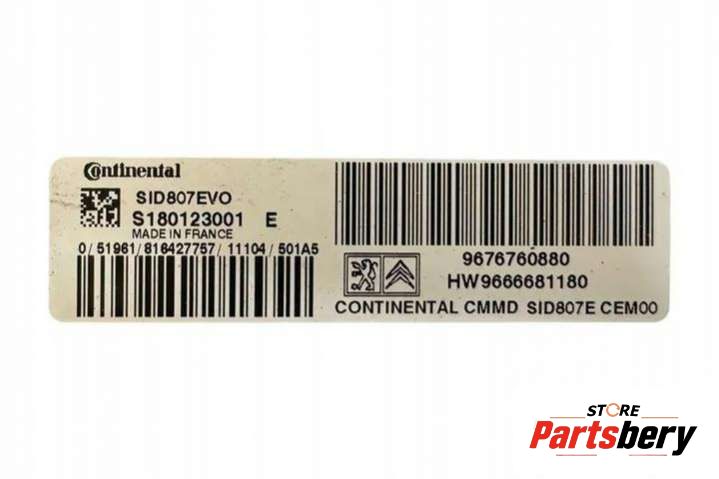 Continental
SID807EVO
S180123001 E
MADE IN FRANCE
0/51961/816427757/11104/501A5
9676760880
HW9666681180
CONTINENTAL CMMD SID807E CEM00
STORE
Partsbery